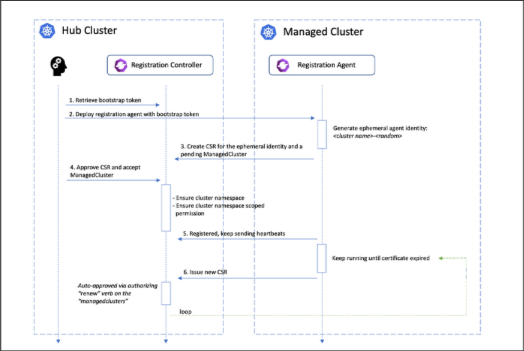 Hub Cluster
Managed Cluster
Registration Controller
Registration Agent
1. Retrieve bootstrap token
2. Deploy registration agent with bootstrap token
Generate ephemeral agent identity:
<cluster name>-<random>
3. Create CSR for the ephemeral identity and a
pending ManagedCluster
4. Approve CSR and accept
ManagedCluster
- Ensure cluster namespace
- Ensure cluster namespace scoped
permission
5. Registered, keep sending heartbeats
Keep running until certificate expired
6. Issue new CSR
Auto-approved via authorizing
"renew" verb on the
"managedclusters"
loop